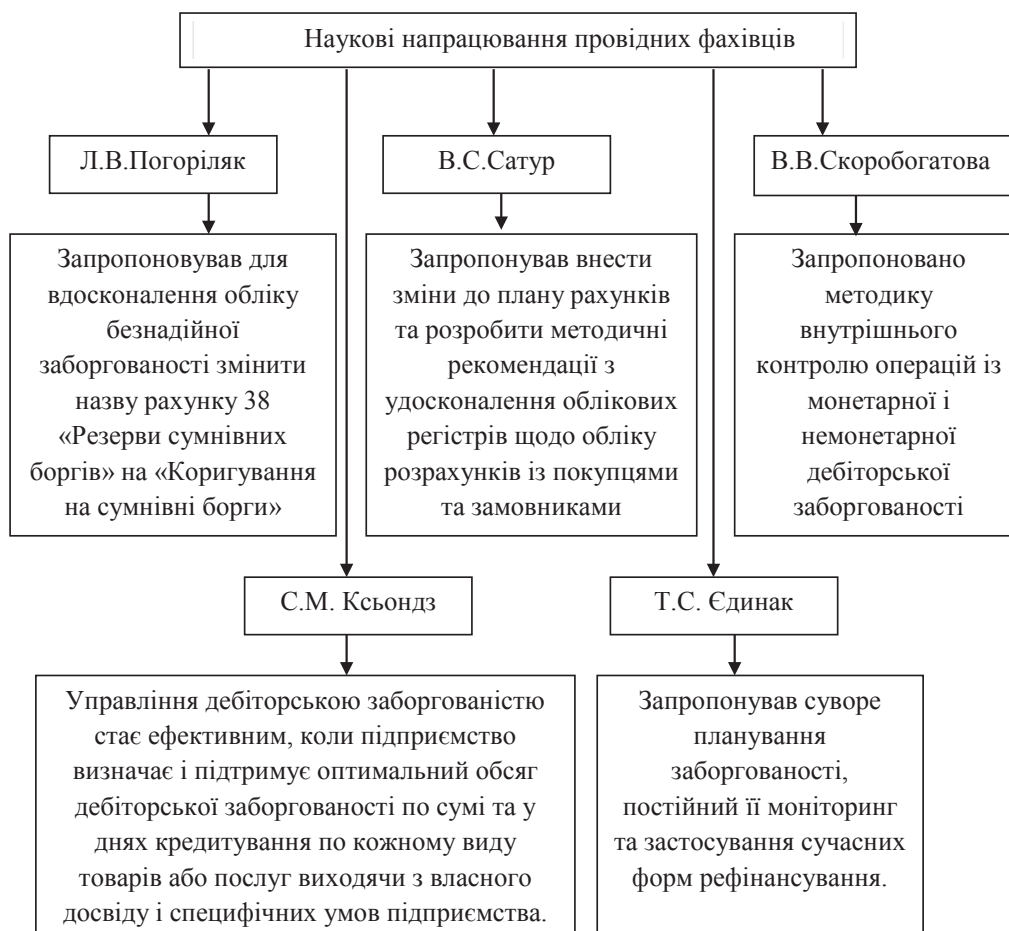 Наукові напрацювання провідних фахівців
Л.В.Погоріляк
Запропоновував для
вдосконалення обліку
безнадійної
заборгованості змінити
назву рахунку 38
«Резерви сумнівних
боргів» на «Коригування
на сумнівні борги»
В.С.Сатур
Запропонував внести
зміни до плану рахунків
та розробити методичні
рекомендації з
удосконалення облікових
регістрів щодо обліку
розрахунків із покупцями
та замовниками
В.В.Скоробогатова
Запропоновано
методику
внутрішнього
контролю операцій із
монетарної і
немонетарної
дебіторської
заборгованості
С.М. Ксьондз
Управління дебіторською заборгованістю
стає ефективним, коли підприємство
визначає і підтримує оптимальний обсяг
дебіторської заборгованості по сумі та у
днях кредитування по кожному виду
товарів або послуг виходячи з власного
досвіду і специфічних умов підприємства.
Т.С. Єдинак
Запропонував суворе
планування
заборгованості,
постійний її моніторинг
та застосування сучасних
форм рефінансування.